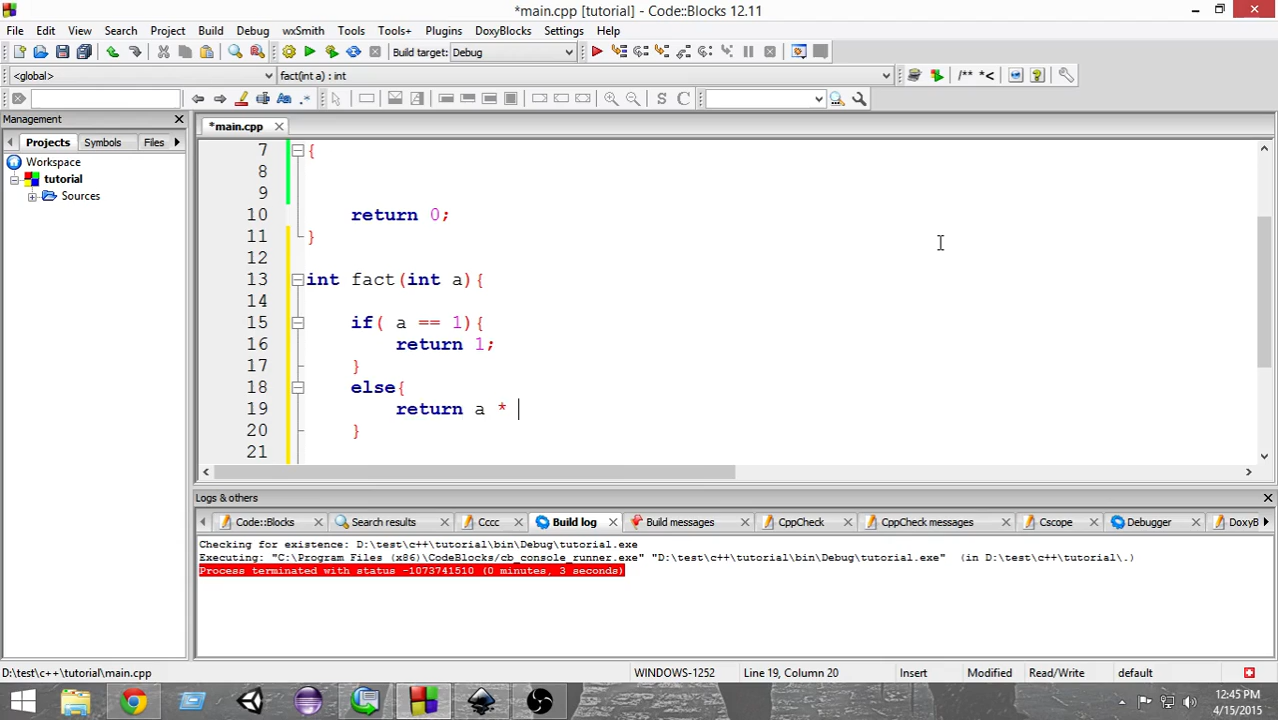 *main.cpp [tutorial] - Code::Blocks 12.11
File Edit View Search Project Build Debug wxSmith Tools Tools+ Plugins DoxyBlocks Settings Help
Build target: Debug
<global> fact(int a) : int /** *<
S C
Management *main.cpp
Projects Symbols Files
Workspace
tutorial
Sources
7 {
8
9
10 return 0;
11 }
12
13 int fact(int a){
14
15 if( a == 1){
16 return 1;
17 }
18 else{
19 return a *
20 }
21
Logs & others
Code::Blocks Search results Cccc Build log Build messages CppCheck CppCheck messages Cscope Debugger DoxyB
Checking for existence: D:\test\c++\tutorial\bin\Debug\tutorial.exe
Executing: "C:\Program Files (x86)\CodeBlocks/cb_console_runner.exe" "D:\test\c++\tutorial\bin\Debug\tutorial.exe" (in D:\test\c++\tutorial\.)
Process terminated with status -1073741510 (0 minutes, 3 seconds)
D:\test\c++\tutorial\main.cpp WINDOWS-1252 Line 19, Column 20 Insert Modified Read/Write default
12:45 PM
4/15/2015